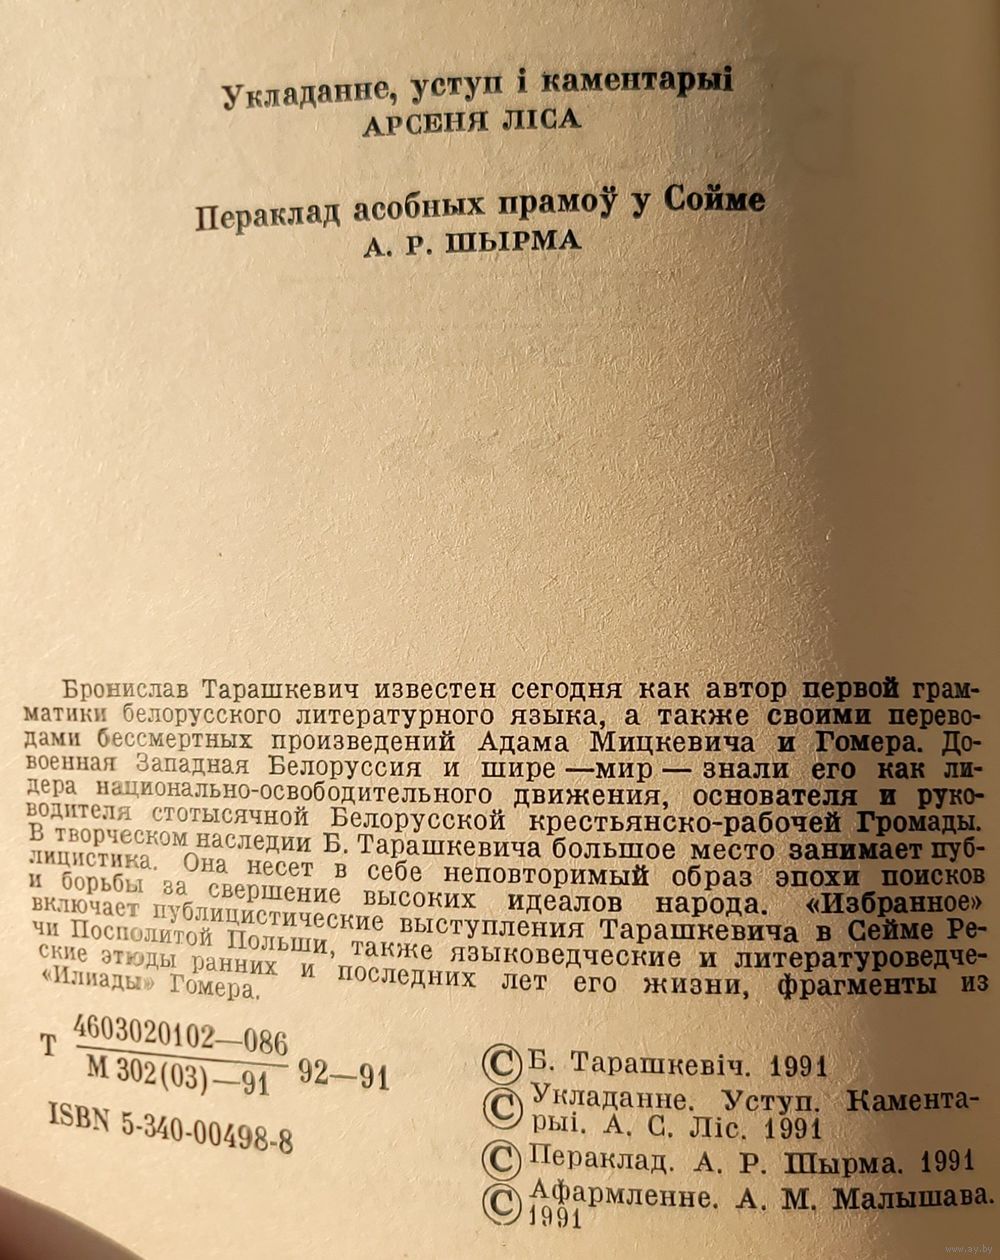 Укладанне, уступ і каментарыі
АРСЕНЯ ЛІСА
Пераклад асобных прамоў у Сойме
А. Р. ШЫРМА
Бронислав Тарашкевич известен сегодня как автор первой грам-
матики белорусского литературного языка, а также своими перево-
дами бессмертных произведений Адама Мицкевича и Гомера. До-
военная Западная Белоруссия и шире — мир — знали его как ли-
дера национально-освободительного движения, основателя и руко-
водителя стотысячной Белорусской крестьянско-рабочей Громады.
В творческом наследии Б. Тарашкевича большое место занимает пуб-
лицистика. Она несет в себе неповторимый образ эпохи поисков
и борьбы за свершение высоких идеалов народа. «Избранное»
включает публицистические выступления Тарашкевича в Сейме Ре-
чи Посполитой Польши, также языковедческие и литературоведче-
ские этюды ранних и последних лет его жизни, фрагменты из
«Илиады» Гомера.
Т 4603020102—086
М 302(03)—91 92—91
ISBN 5-340-00498-8
© Б. Тарашкевіч. 1991
© Укладанне. Уступ. Камента-
рыі. А. С. Ліс. 1991
© Пераклад. А. Р. Шырма. 1991
© Афармленне. А. М. Малышава.
1991
www.ay.by